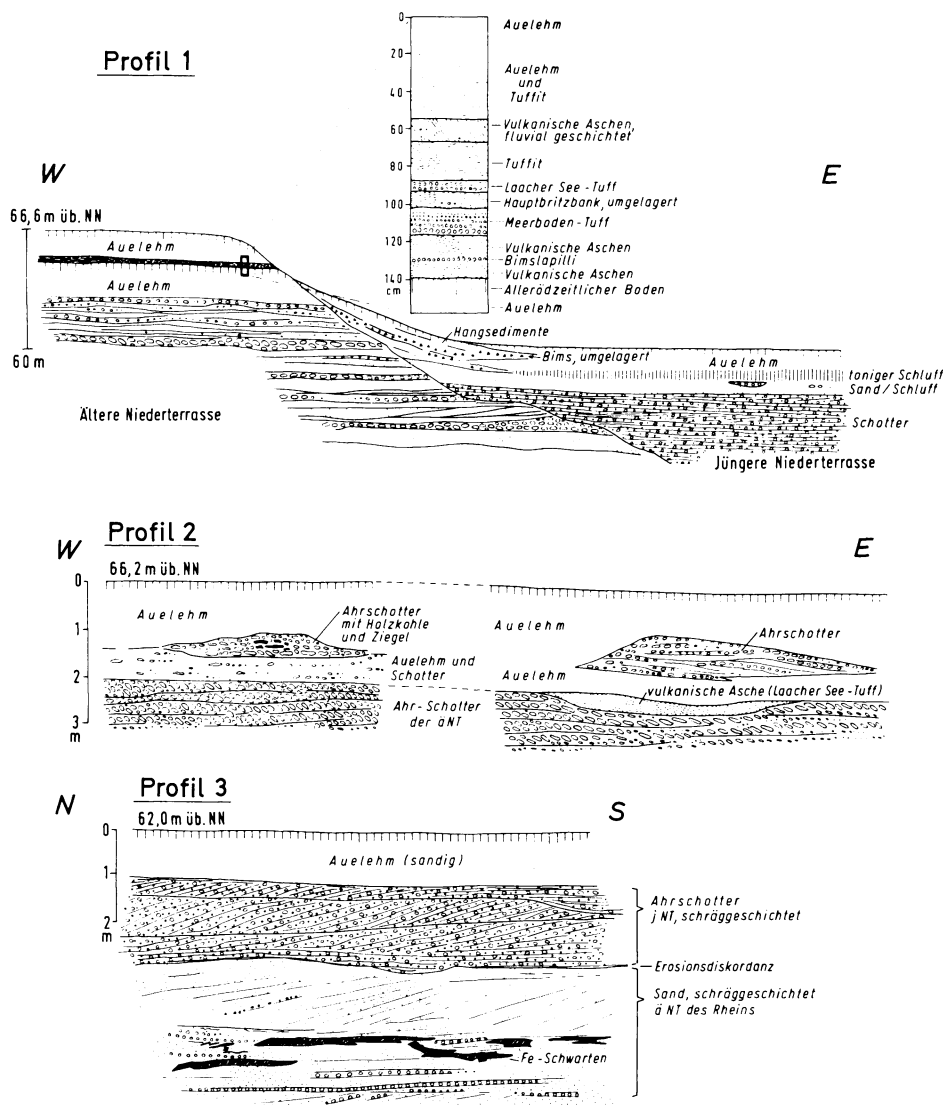 Profil 1
W
E
66,6 m üb. NN
60 m
Auelehm
Auelehm
Ältere Niederterrasse
0
20
40
60
80
100
120
140
cm
Auelehm
Auelehm
und
Tuffit
Vulkanische Aschen,
fluvial geschichtet
Tuffit
Laacher See-Tuff
Hauptbritzbank, umgelagert
Meerboden-Tuff
Vulkanische Aschen
Bimslapilli
Vulkanische Aschen
Allerödzeitlicher Boden
Auelehm
Hangsedimente
Bims, umgelagert
Auelehm
toniger Schluff
Sand/Schluff
Schotter
Jüngere Niederterrasse
Profil 2
W
E
66,2 m üb. NN
0
1
2
3
m
Auelehm
Ahrschotter
mit Holzkohle
und Ziegel
Auelehm und
Schotter
Ahr-Schotter
der äNT
Auelehm
Ahrschotter
Auelehm
vulkanische Asche (Laacher See-Tuff)
Profil 3
N
S
62,0 m üb. NN
0
1
2
m
Auelehm (sandig)
Ahrschotter
j NT, schräggeschichtet
Erosionsdiskordanz
Sand, schräggeschichtet
ä NT des Rheins
Fe-Schwarten